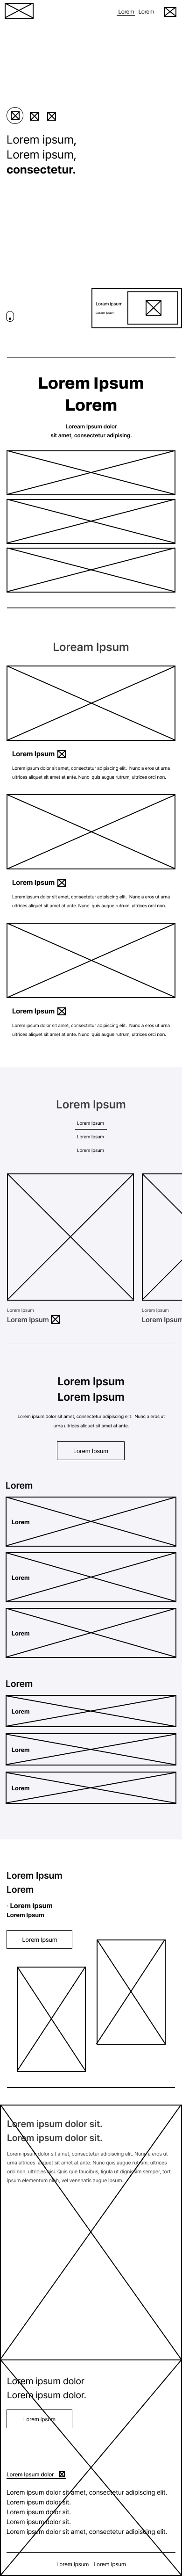 Lorem Lorem
Lorem ipsum,
Lorem ipsum,
consectetur.
Loram ipsum
Lorem ipsum
Lorem Ipsum
Lorem
Loream Ipsum dolor
sit amet, consectetur adipising.
Loream Ipsum
Lorem Ipsum
Lorem ipsum dolor sit amet, consectetur adipiscing elit. Nunc a eros ut urna
ultrices aliquet sit amet at ante. Nunc quis augue rutrum, ultrices orci non.
Lorem Ipsum
Lorem ipsum dolor sit amet, consectetur adipiscing elit. Nunc a eros ut urna
ultrices aliquet sit amet at ante. Nunc quis augue rutrum, ultrices orci non.
Lorem Ipsum
Lorem ipsum dolor sit amet, consectetur adipiscing elit. Nunc a eros ut urna
ultrices aliquet sit amet at ante. Nunc quis augue rutrum, ultrices orci non.
Lorem Ipsum
Lorem Ipsum
Lorem Ipsum
Lorem Ipsum
Lorem Ipsum
Lorem Ipsum
Lorem Ipsum
Lorem Ipsum
Lorem Ipsum
Lorem Ipsum
Lorem ipsum dolor sit amet, consectetur adipiscing elit. Nunc a eros ut
urna ultrices aliquet sit amet at ante.
Lorem Ipsum
Lorem
Lorem
Lorem
Lorem
Lorem
Lorem
Lorem
Lorem
Lorem Ipsum
Lorem
· Lorem Ipsum
Lorem Ipsum
Lorem Ipsum
Lorem ipsum dolor sit.
Lorem ipsum dolor sit.
Lorem ipsum dolor sit amet, consectetur adipiscing elit. Nunc a eros ut
urna ultrices aliquet sit amet at ante. Nunc quis augue rutrum, ultrices
orci non, ultricies nisi. Quis que faucibus, ligula ut dignissim semper, tort
ipsum elementum nibh, vel venenatis augue ipsum.
Lorem ipsum dolor
Lorem ipsum dolor.
Lorem ipsum
Lorem Ipsum dolor
Lorem ipsum dolor sit amet, consectetur adipiscing elit.
Lorem ipsum dolor sit.
Lorem ipsum dolor sit.
Lorem ipsum dolor sit.
Lorem ipsum dolor sit amet, consectetur adipiscing elit.
Lorem Ipsum Lorem Ipsum